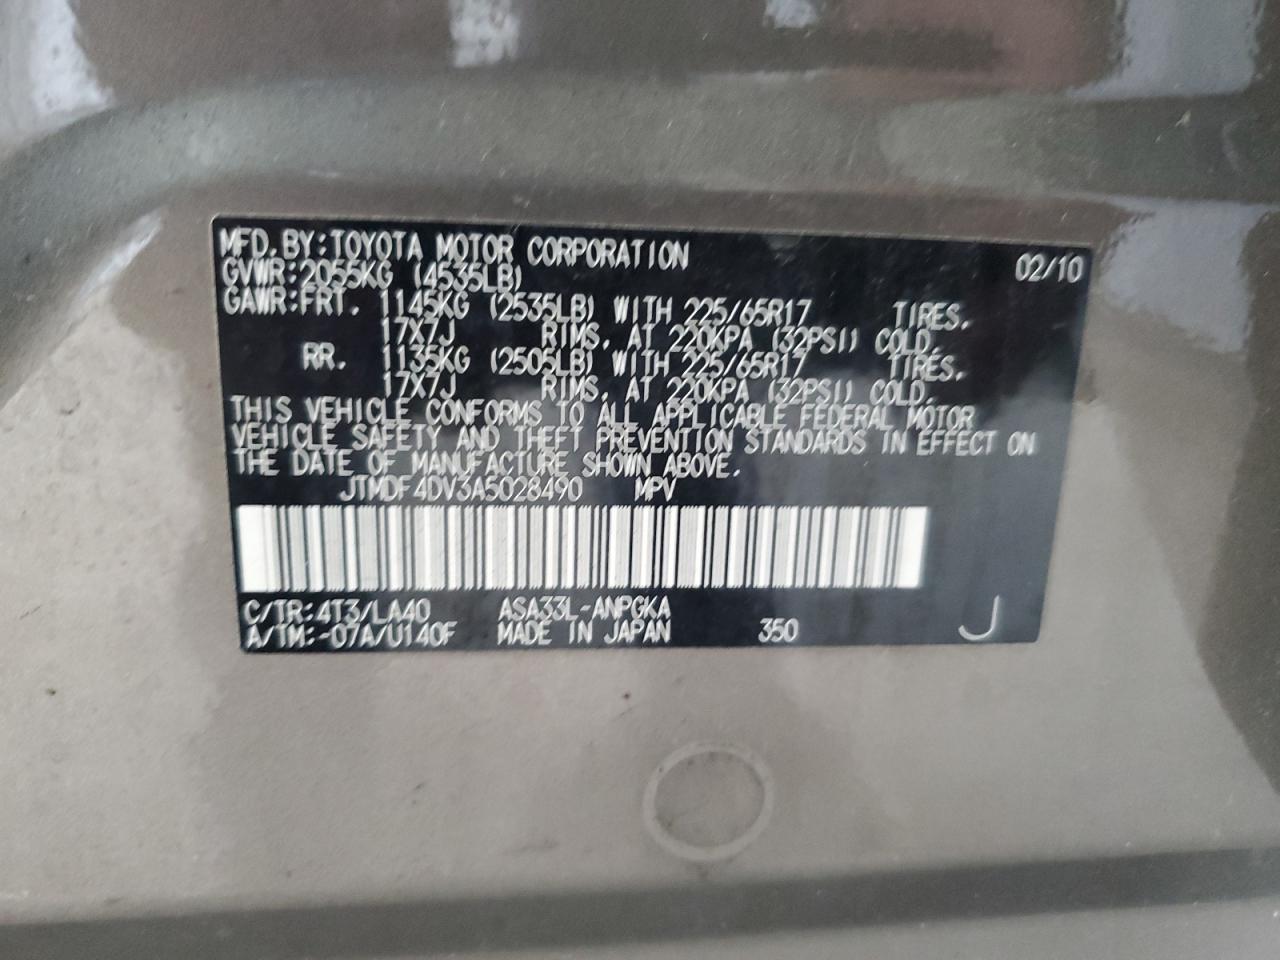 MFD. BY: TOYOTA MOTOR CORPORATION 02/10
GVWR: 2055KG (4535LB)
GAWR: FRT. 1145KG (2535LB) WITH 225/65R17 TIRES,
17X7J RIMS, AT 220KPA (32PSI) COLD.
RR. 1135KG (2505LB) WITH 225/65R17 TIRES,
17X7J RIMS, AT 220KPA (32PSI) COLD.
THIS VEHICLE CONFORMS TO ALL APPLICABLE FEDERAL MOTOR
VEHICLE SAFETY AND THEFT PREVENTION STANDARDS IN EFFECT ON
THE DATE OF MANUFACTURE SHOWN ABOVE.
JTMDF4DV3A5028490 MPV
C/TR: 4T3/LA40 ASA33L-ANPGKA
A/TM: -07A/U140F MADE IN JAPAN 350 J